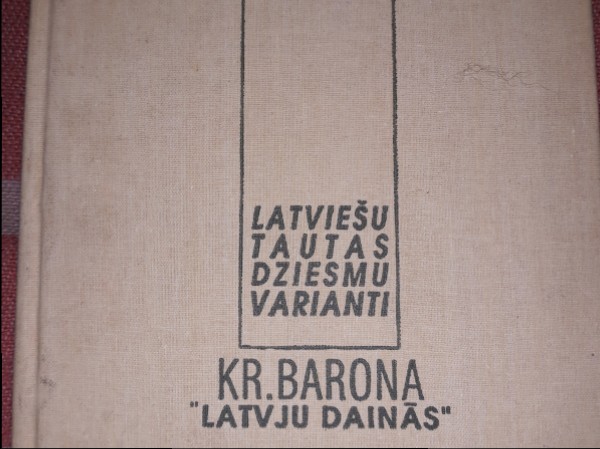 LATVIEŠU
TAUTAS
DZIESMU
VARIANTI
KR.BARONA
"LATVJU DAINĀS"